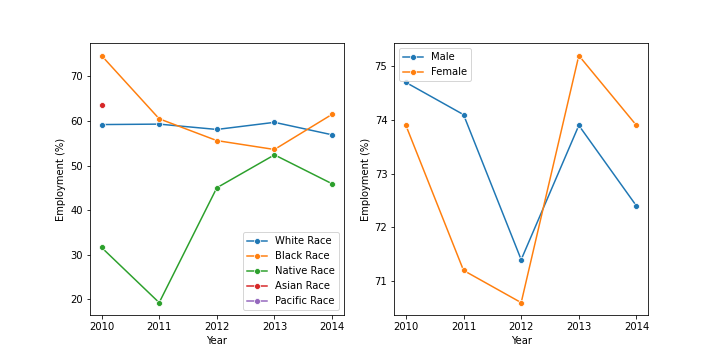 70
60
50
40
30
20
Employment (%)
2010 2011 2012 2013 2014
Year
White Race
Black Race
Native Race
Asian Race
Pacific Race
75
74
73
72
71
Employment (%)
2010 2011 2012 2013 2014
Year
Male
Female